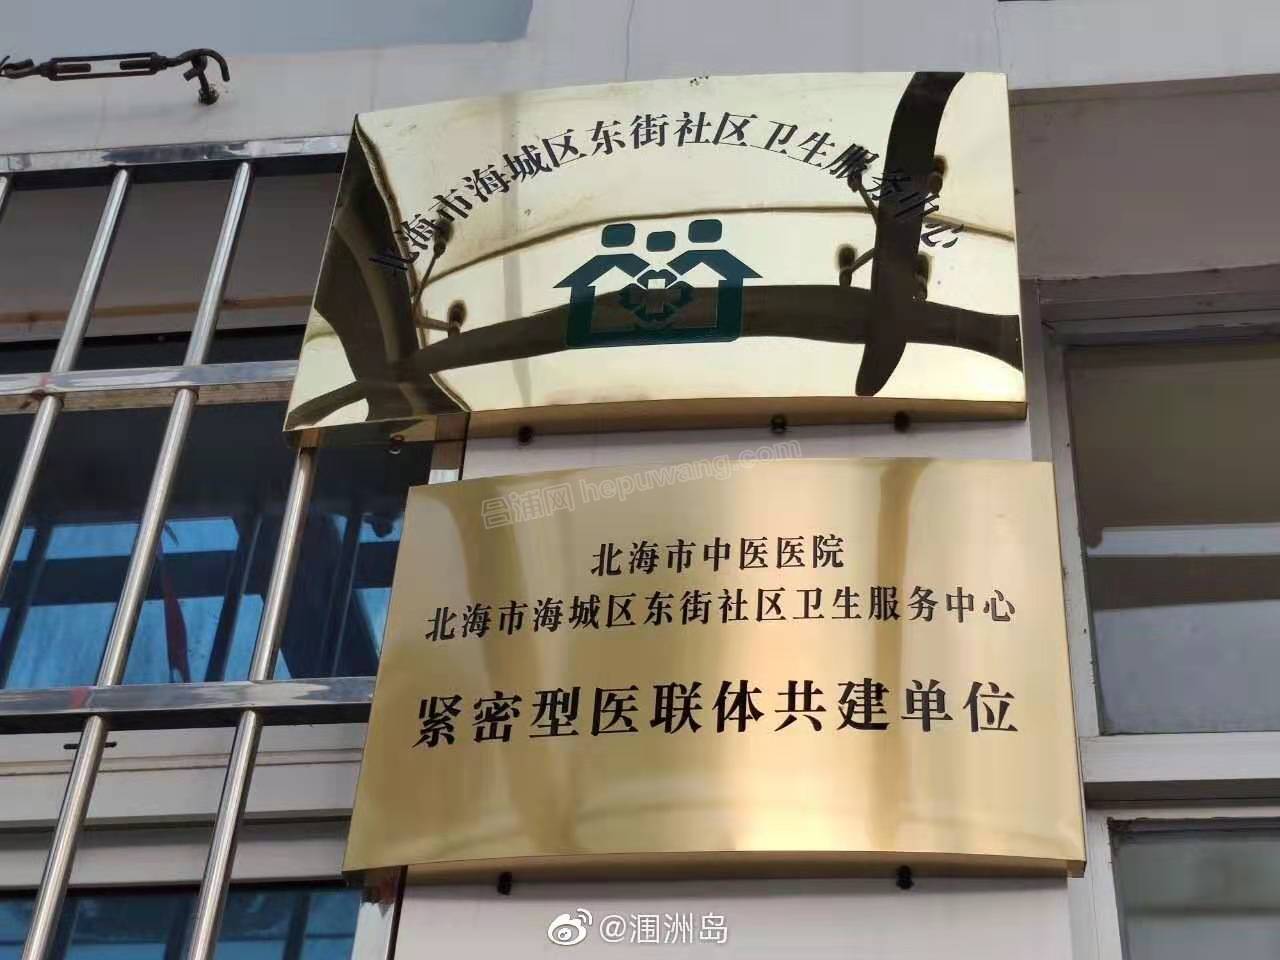 北海市海城区东街社区卫生服务中心
合浦网 hepuwang.com
北海市中医医院
北海市海城区东街社区卫生服务中心
紧密型医联体共建单位
@涠洲岛